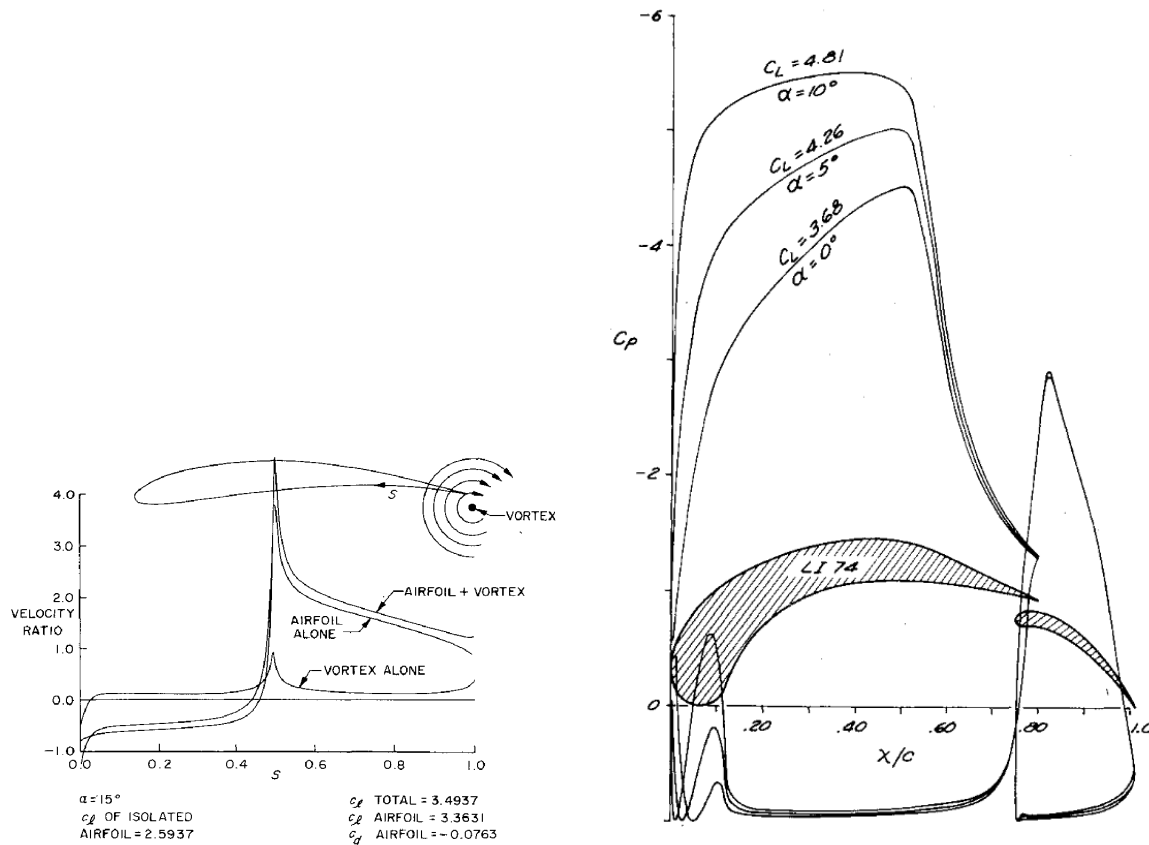 4.0
3.0
2.0
1.0
0.0
-1.0
VELOCITY
RATIO
0.0
0.2
0.4
0.6
0.8
1.0
S
S
VORTEX
AIRFOIL + VORTEX
AIRFOIL
ALONE
VORTEX ALONE
α=15°
cℓ OF ISOLATED
AIRFOIL=2.5937
cℓ TOTAL = 3.4937
cℓ AIRFOIL = 3.3631
cd AIRFOIL = -0.0763
-6
-4
-2
0
CP
CL = 4.81
α = 10°
CL = 4.26
α = 5°
CL = 3.68
α = 0°
LI 74
.20
.40
.60
.80
1.0
X/C